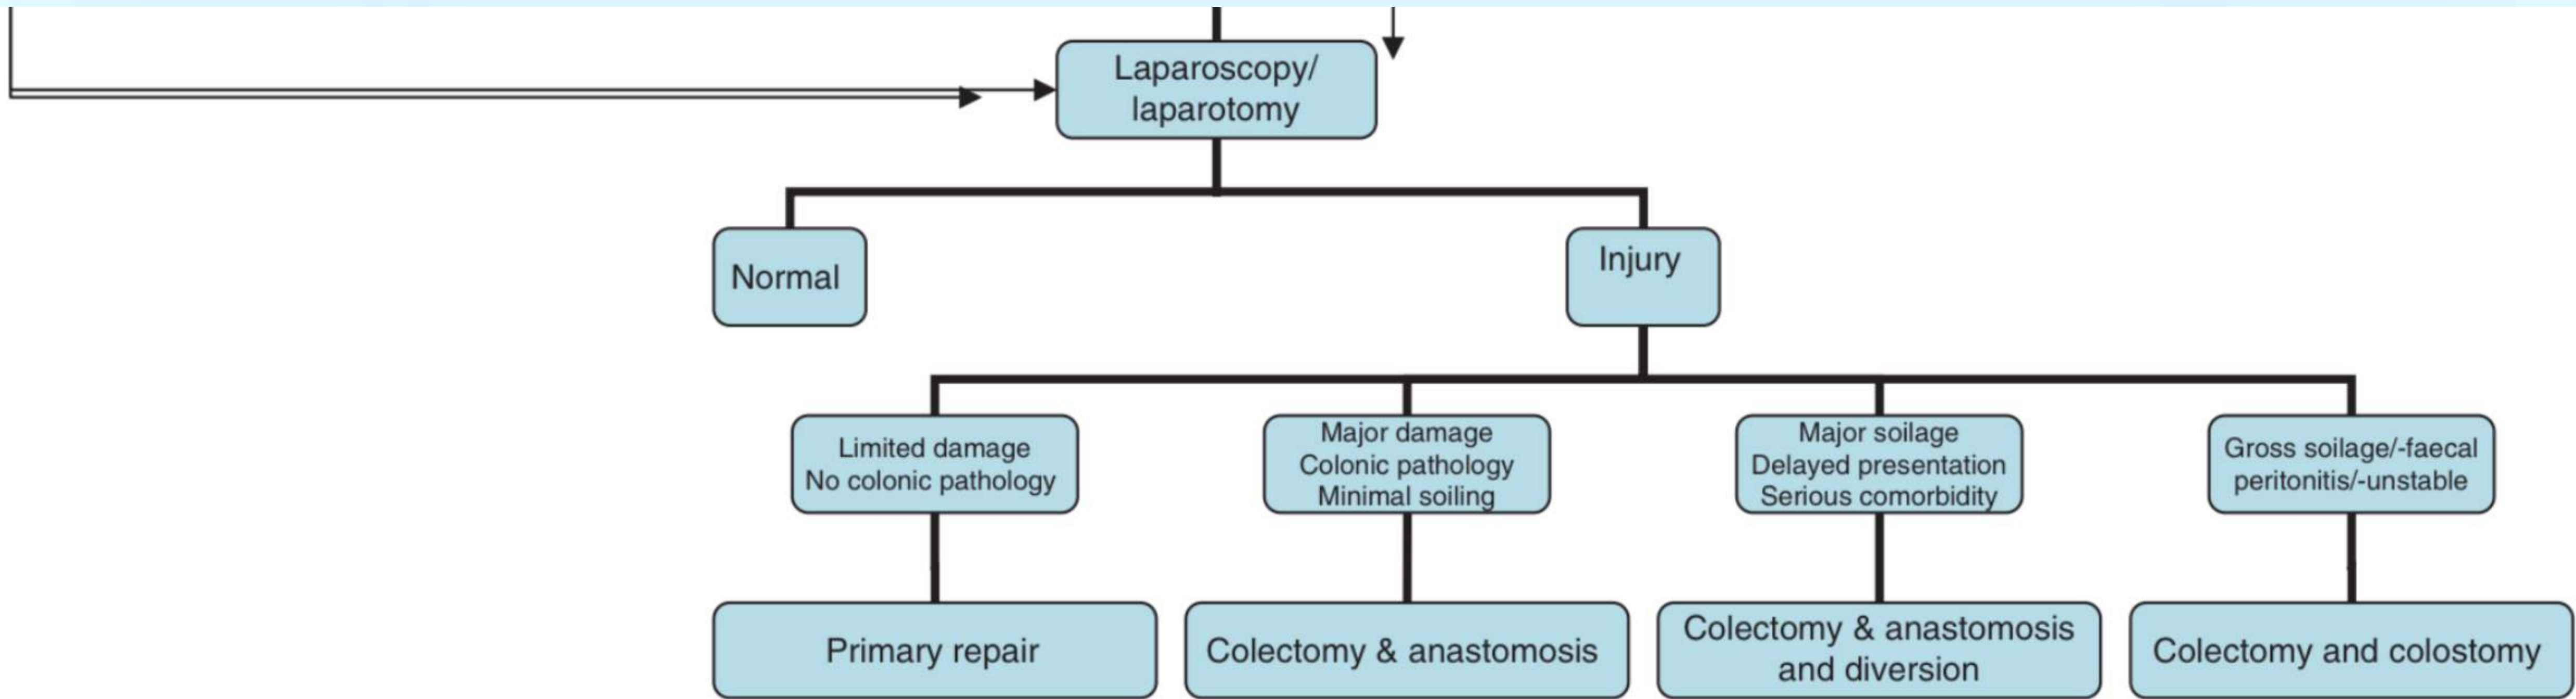 Laparoscopy/
laparotomy
Normal
Injury
Limited damage
No colonic pathology
Major damage
Colonic pathology
Minimal soiling
Major soilage
Delayed presentation
Serious comorbidity
Gross soilage/-faecal
peritonitis/-unstable
Primary repair
Colectomy & anastomosis
Colectomy & anastomosis
and diversion
Colectomy and colostomy